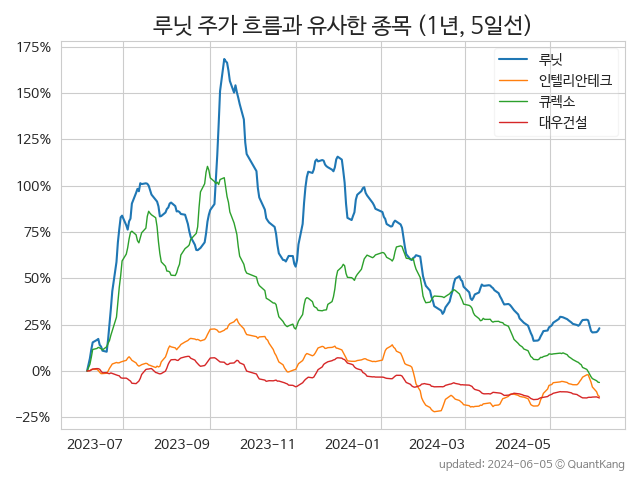 루닛 주가 흐름과 유사한 종목 (1년, 5일선)
175%
150%
125%
100%
75%
50%
25%
0%
−25%
루닛
인텔리안테크
큐렉소
대우건설
2023-07 2023-09 2023-11 2024-01 2024-03 2024-05
updated: 2024-06-05 © QuantKang